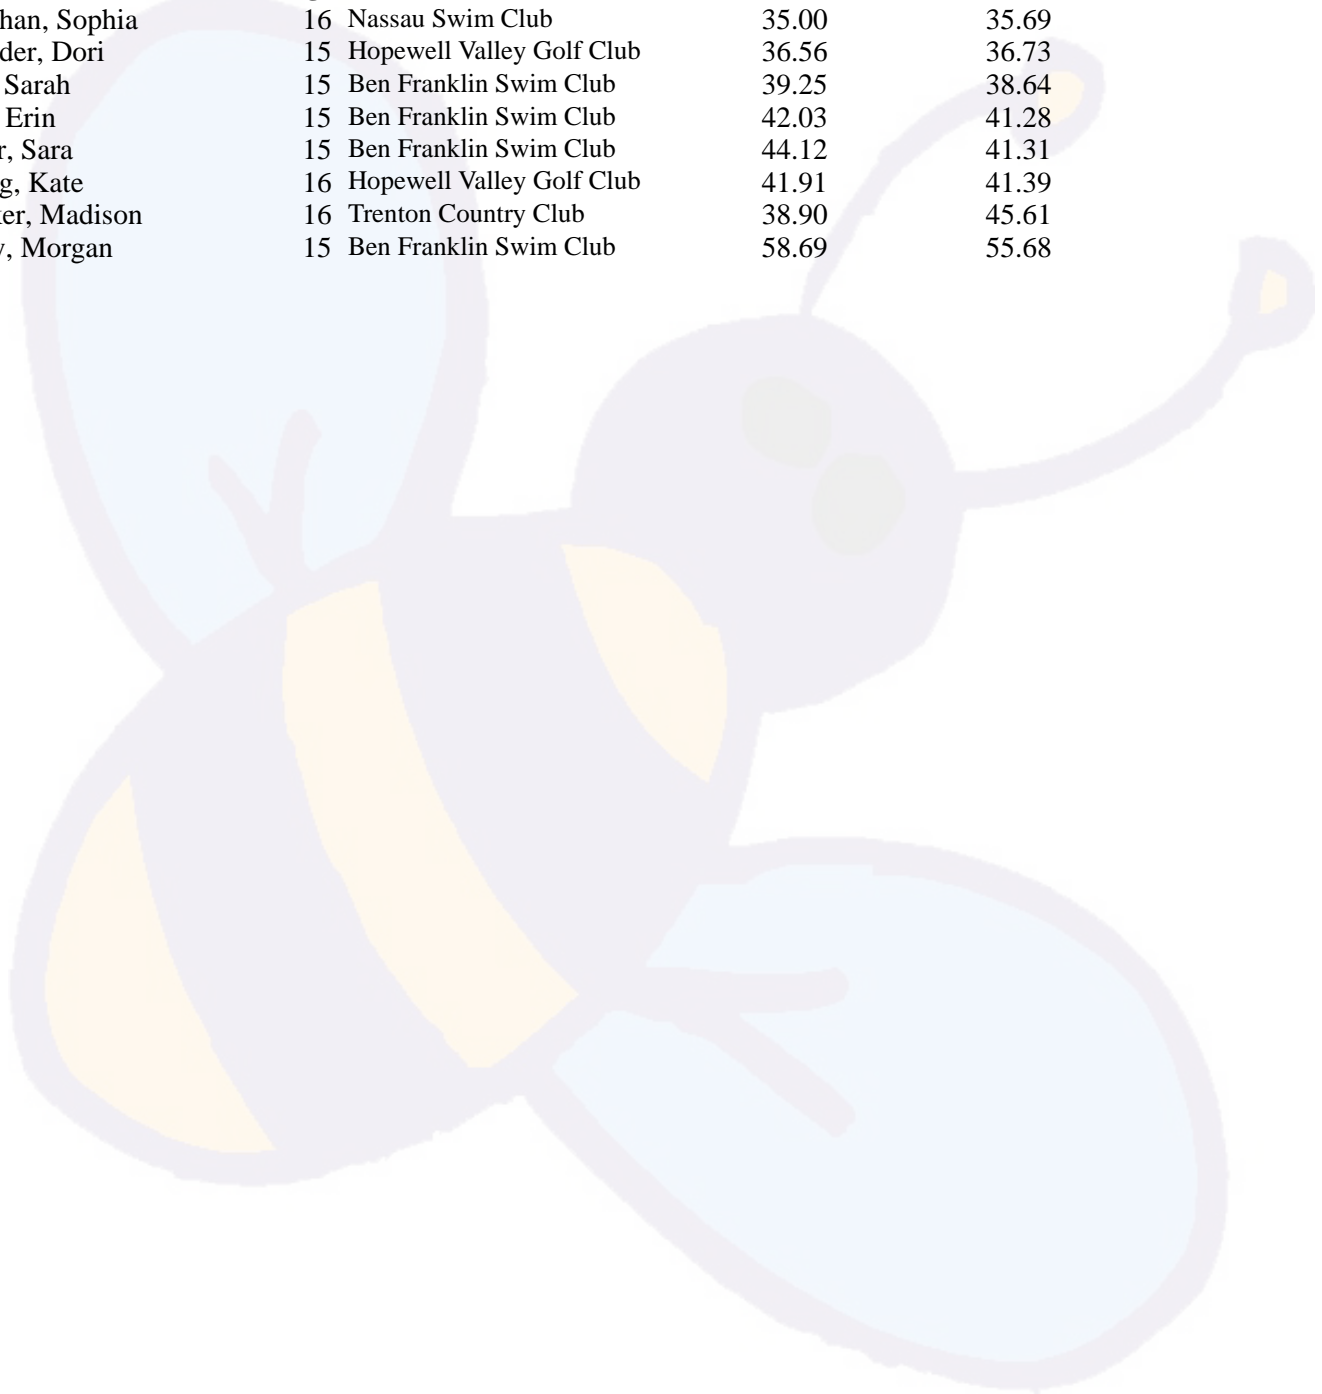 han, Sophia 16 Nassau Swim Club 35.00 35.69
der, Dori 15 Hopewell Valley Golf Club 36.56 36.73
Sarah 15 Ben Franklin Swim Club 39.25 38.64
Erin 15 Ben Franklin Swim Club 42.03 41.28
r, Sara 15 Ben Franklin Swim Club 44.12 41.31
g, Kate 16 Hopewell Valley Golf Club 41.91 41.39
ker, Madison 16 Trenton Country Club 38.90 45.61
, Morgan 15 Ben Franklin Swim Club 58.69 55.68